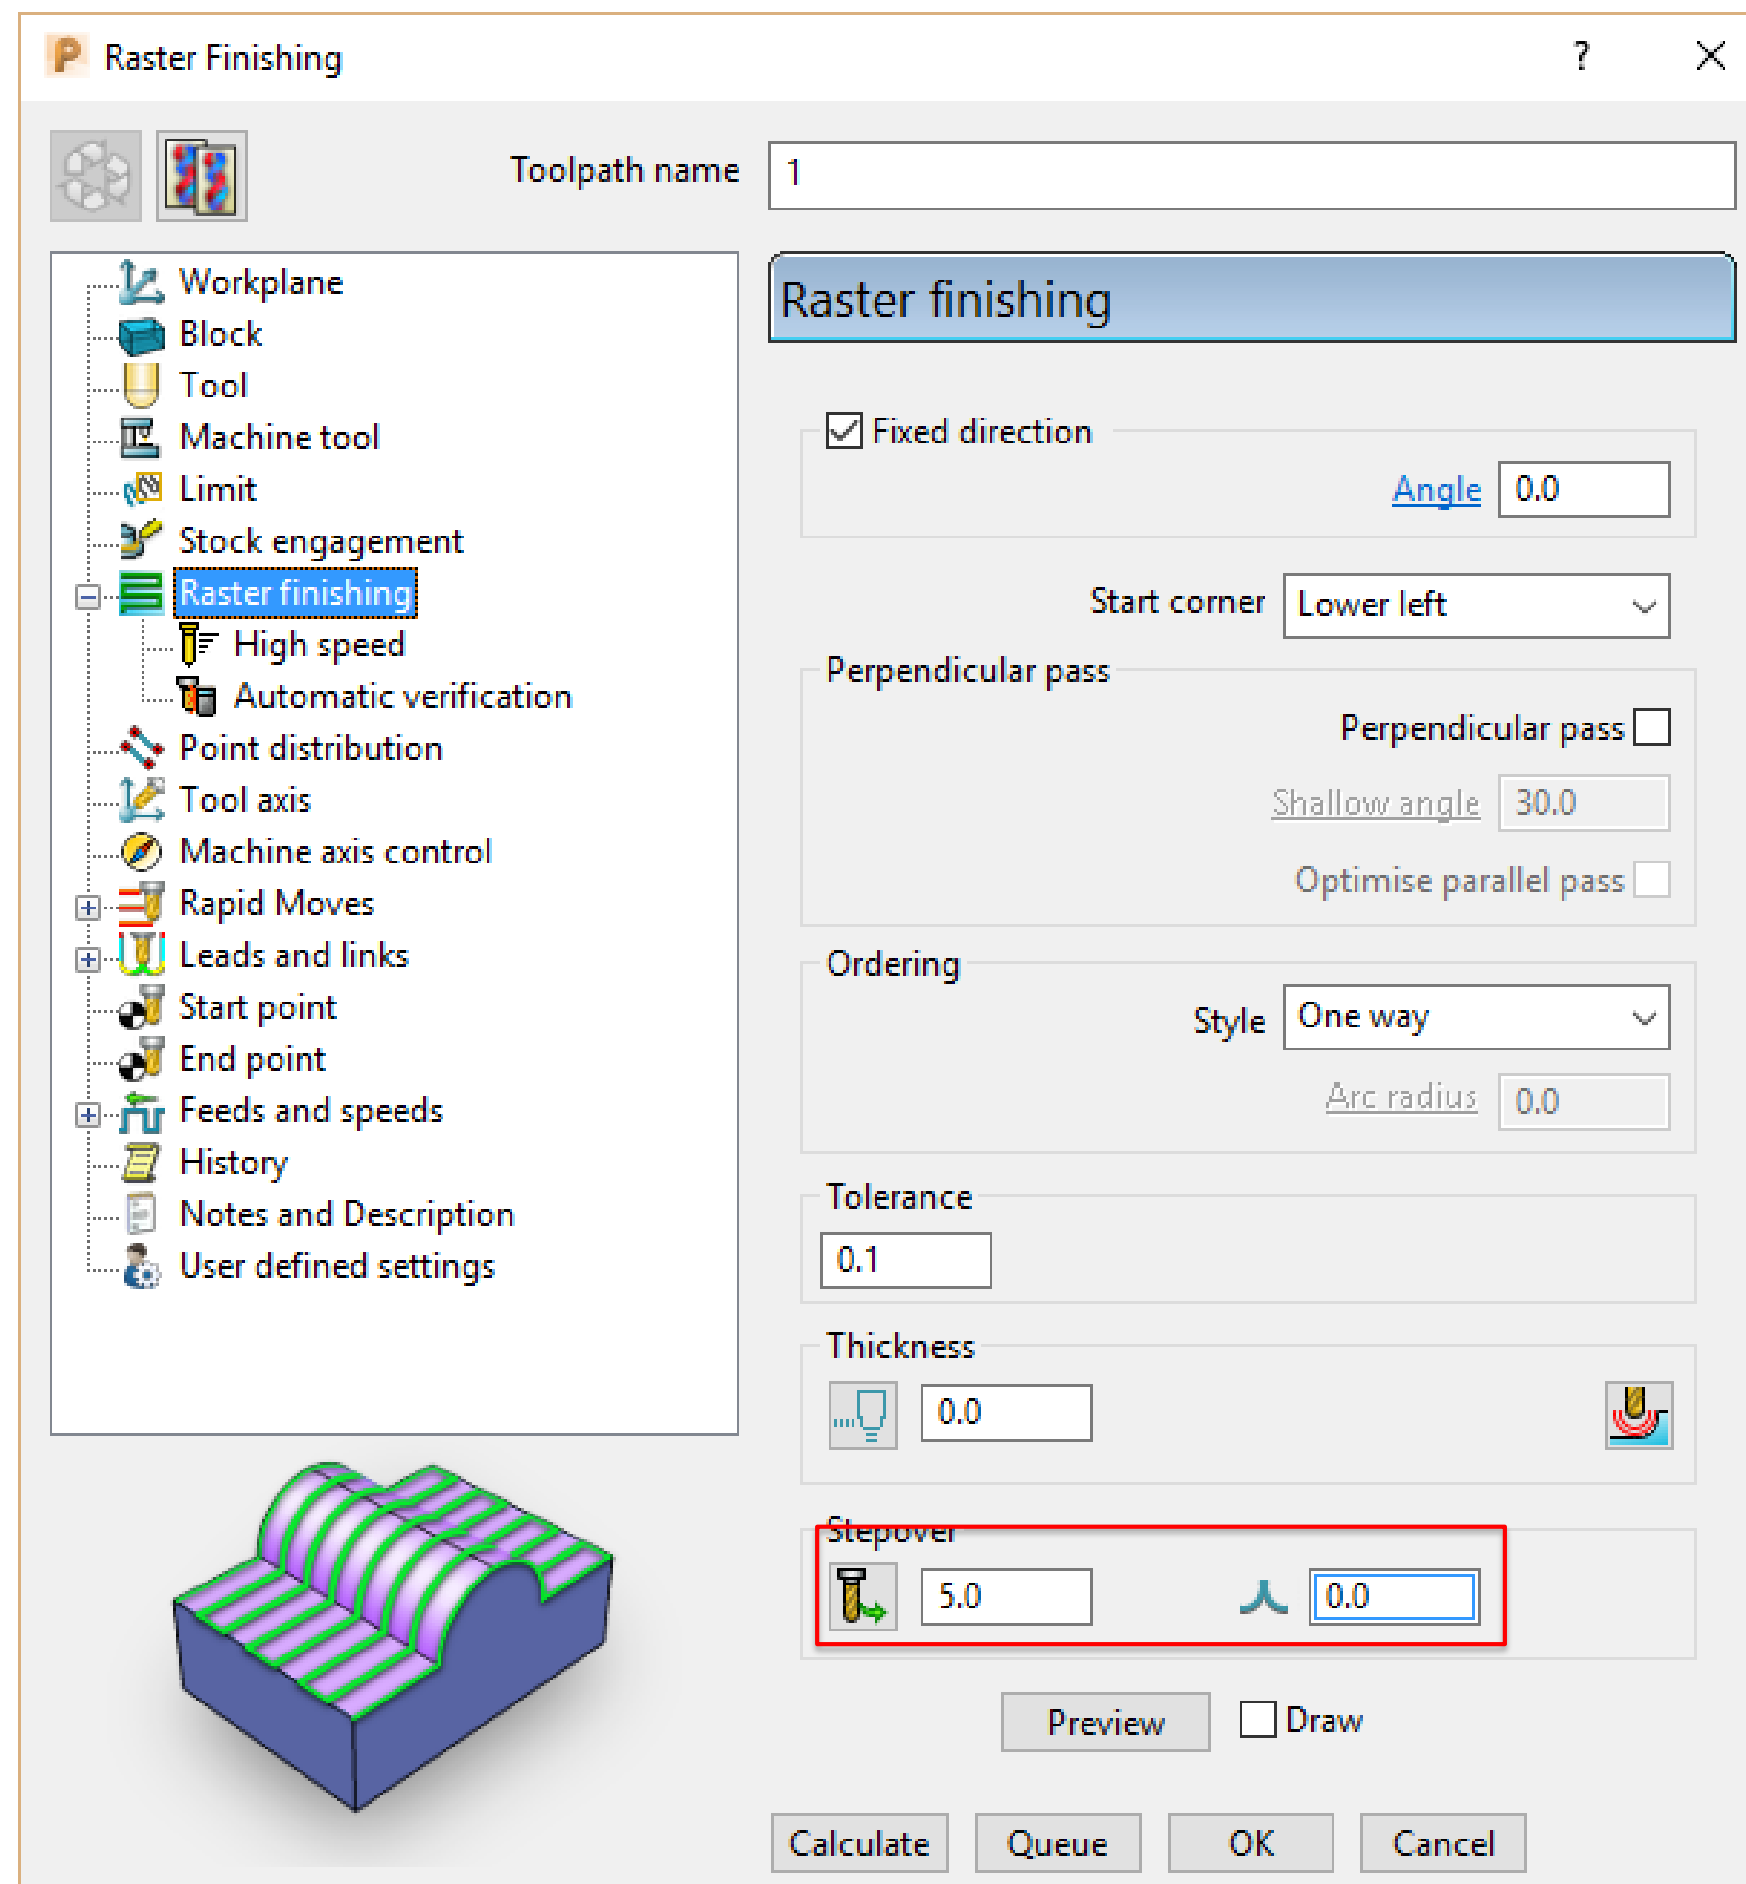 Raster Finishing
?
Toolpath name
1
Workplane
Block
Tool
Machine tool
Limit
Stock engagement
Raster finishing
High speed
Automatic verification
Point distribution
Tool axis
Machine axis control
Rapid Moves
Leads and links
Start point
End point
Feeds and speeds
History
Notes and Description
User defined settings
Raster finishing
Fixed direction
Angle 0.0
Start corner Lower left
Perpendicular pass
Perpendicular pass
Shallow angle 30.0
Optimise parallel pass
Ordering
Style One way
Arc radius 0.0
Tolerance
0.1
Thickness
0.0
Stepover
5.0 0.0
Preview Draw
Calculate Queue OK Cancel